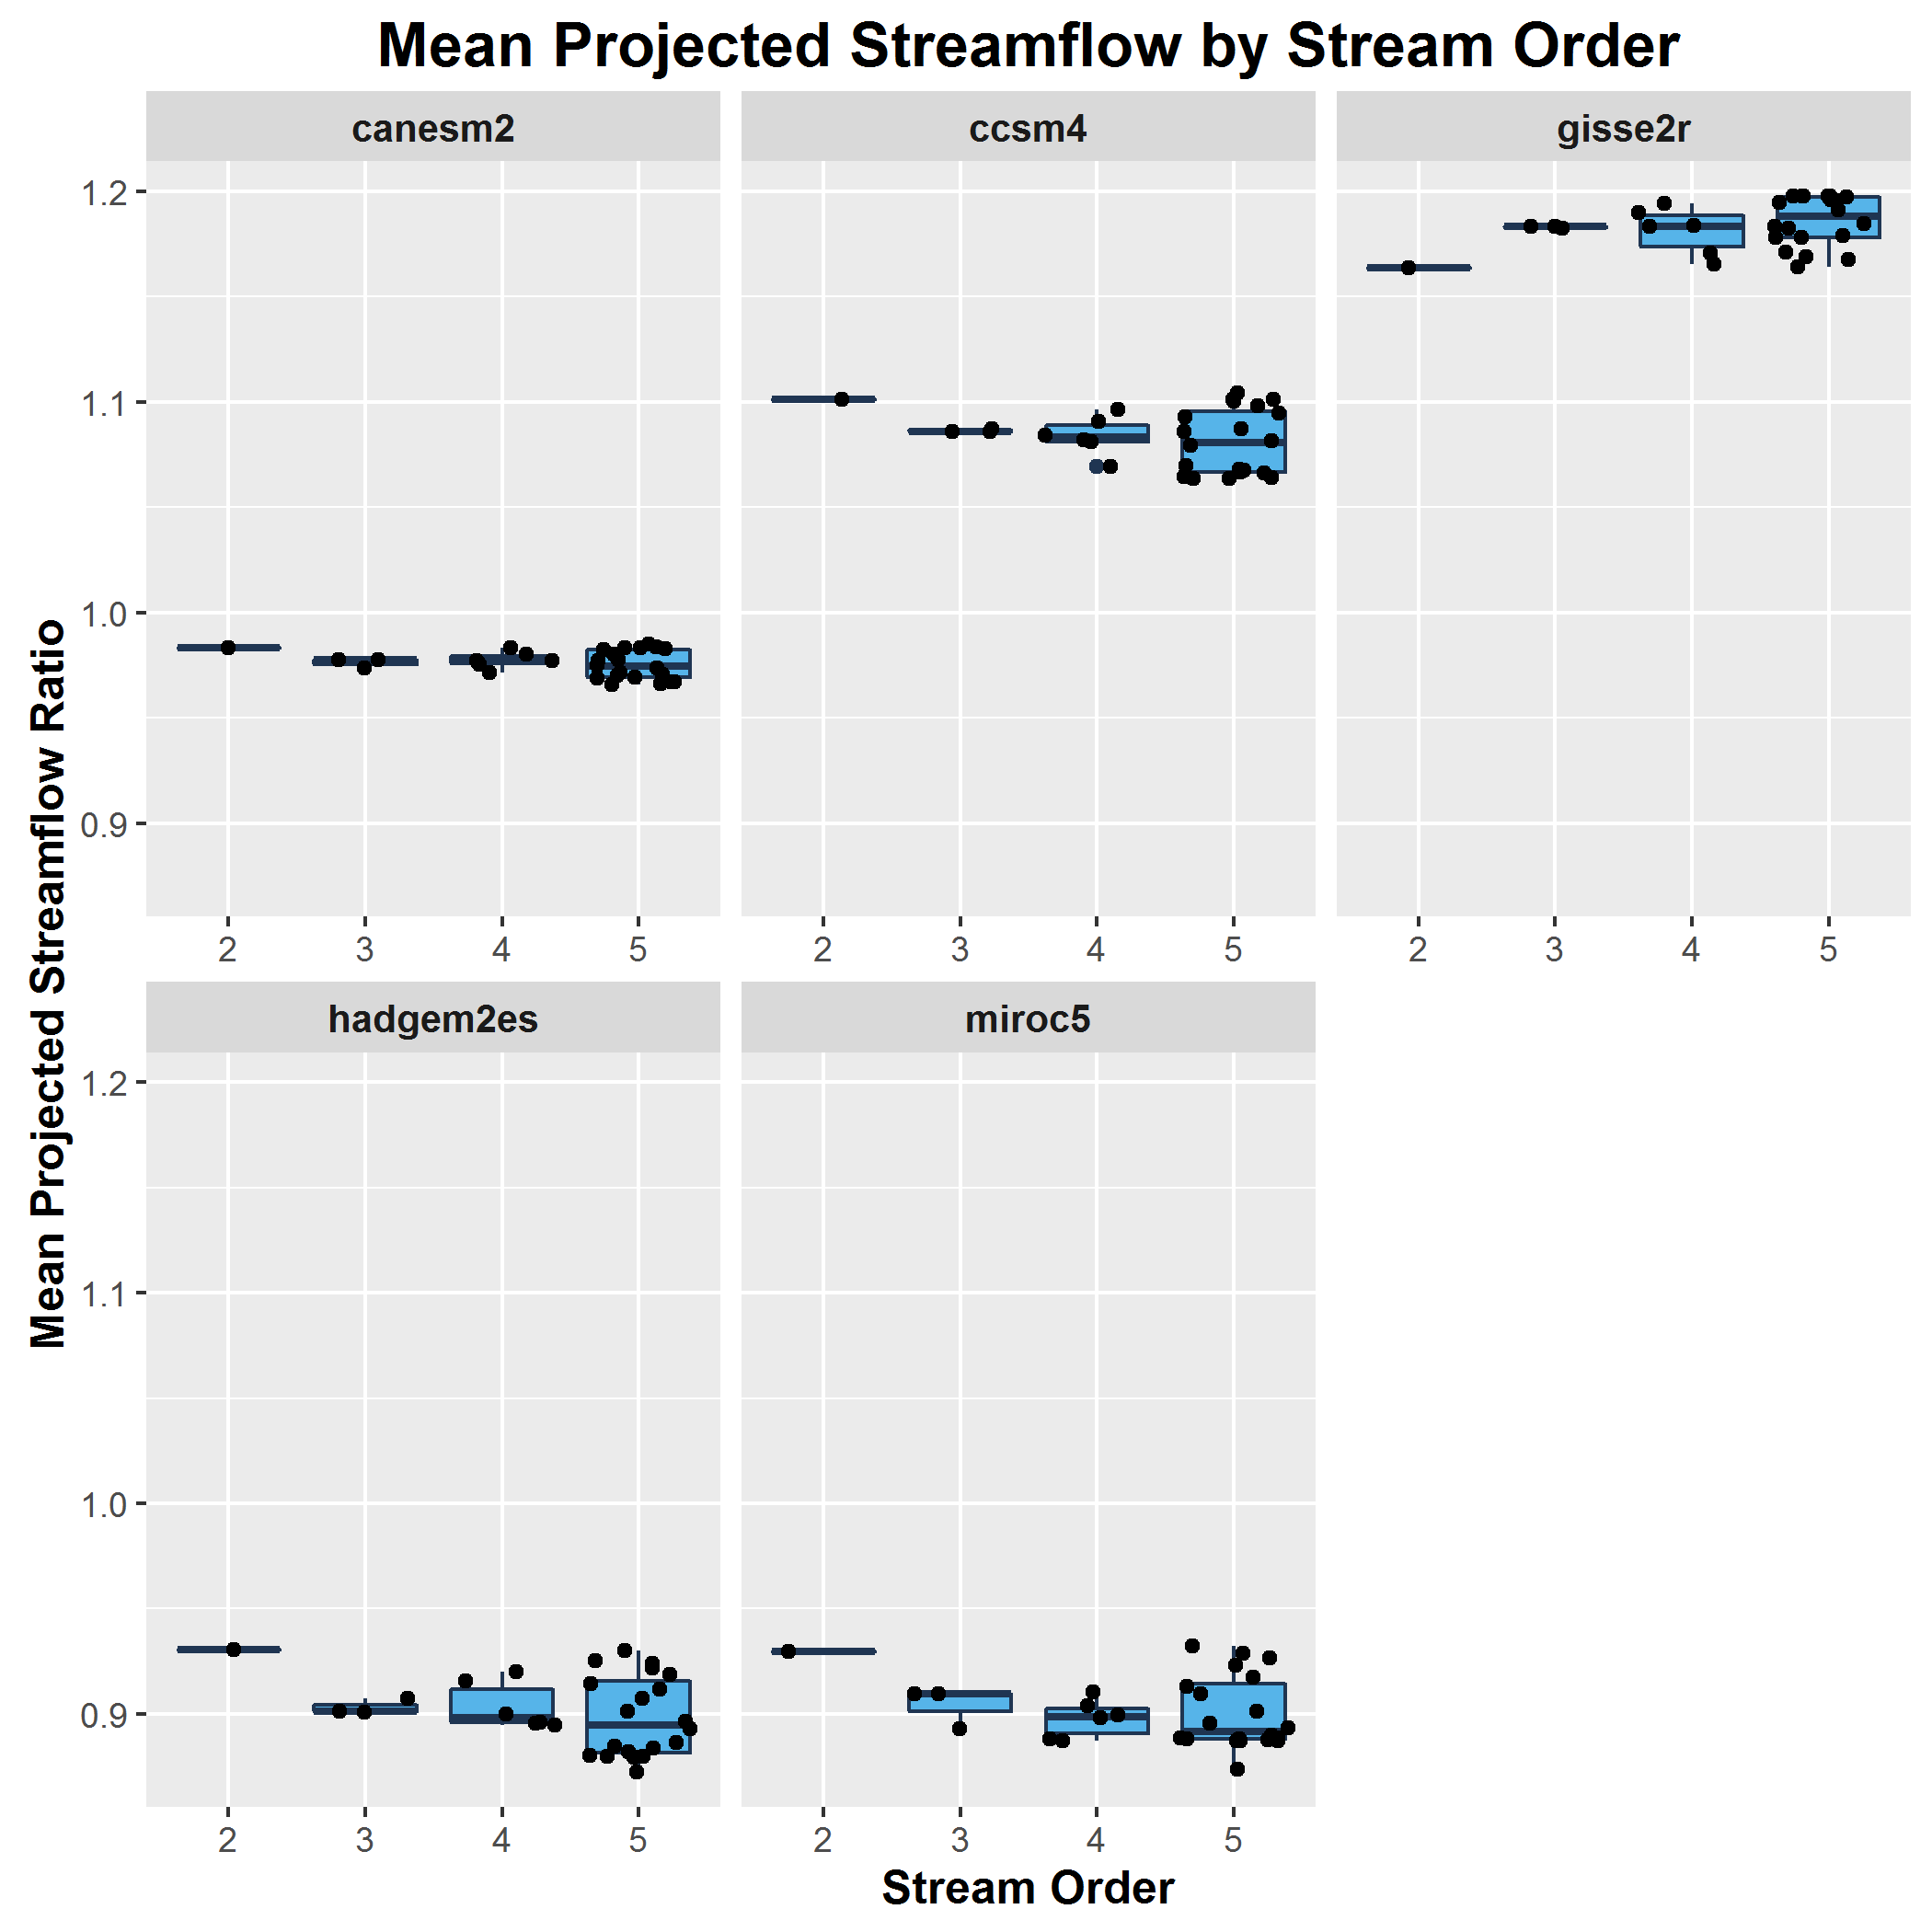 Mean Projected Streamflow by Stream Order
canesm2 ccsm4 gisse2r
1.2
1.1
1.0
0.9
2 3 4 5 2 3 4 5 2 3 4 5
Mean Projected Streamflow Ratio
hadgem2es miroc5
1.2
1.1
1.0
0.9
2 3 4 5 2 3 4 5
Stream Order